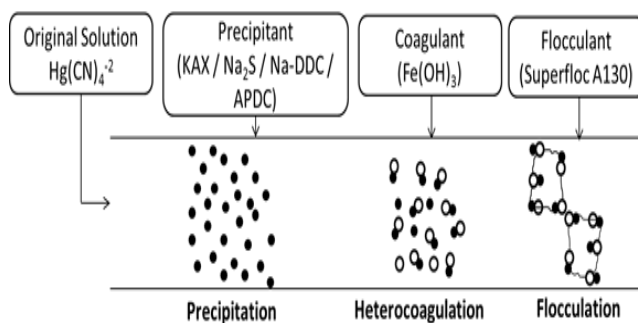 Original Solution
Hg(CN)₄⁻²
Precipitant
(KAX / Na₂S / Na-DDC /
APDC)
Coagulant
(Fe(OH)₃)
Flocculant
(Superfloc A130)
Precipitation
Heterocoagulation
Flocculation